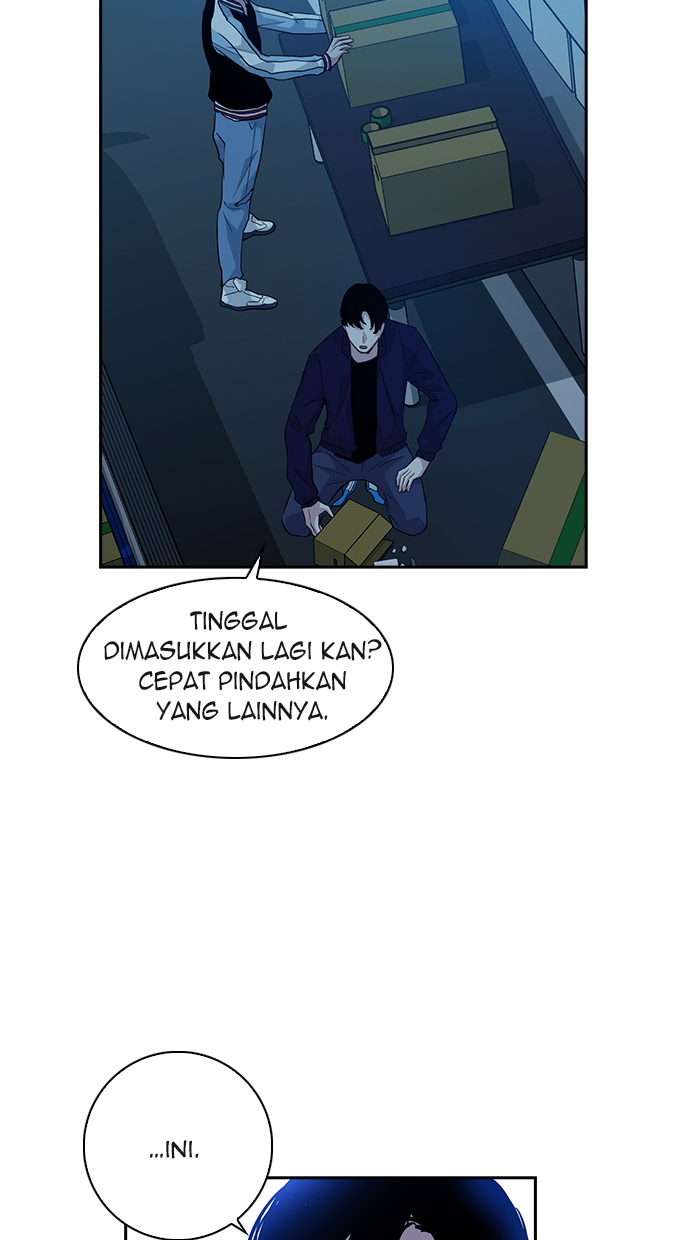 TINGGAL
DIMASUKKAN LAGI KAN?
CEPAT PINDAHKAN
YANG LAINNYA.
...INI.